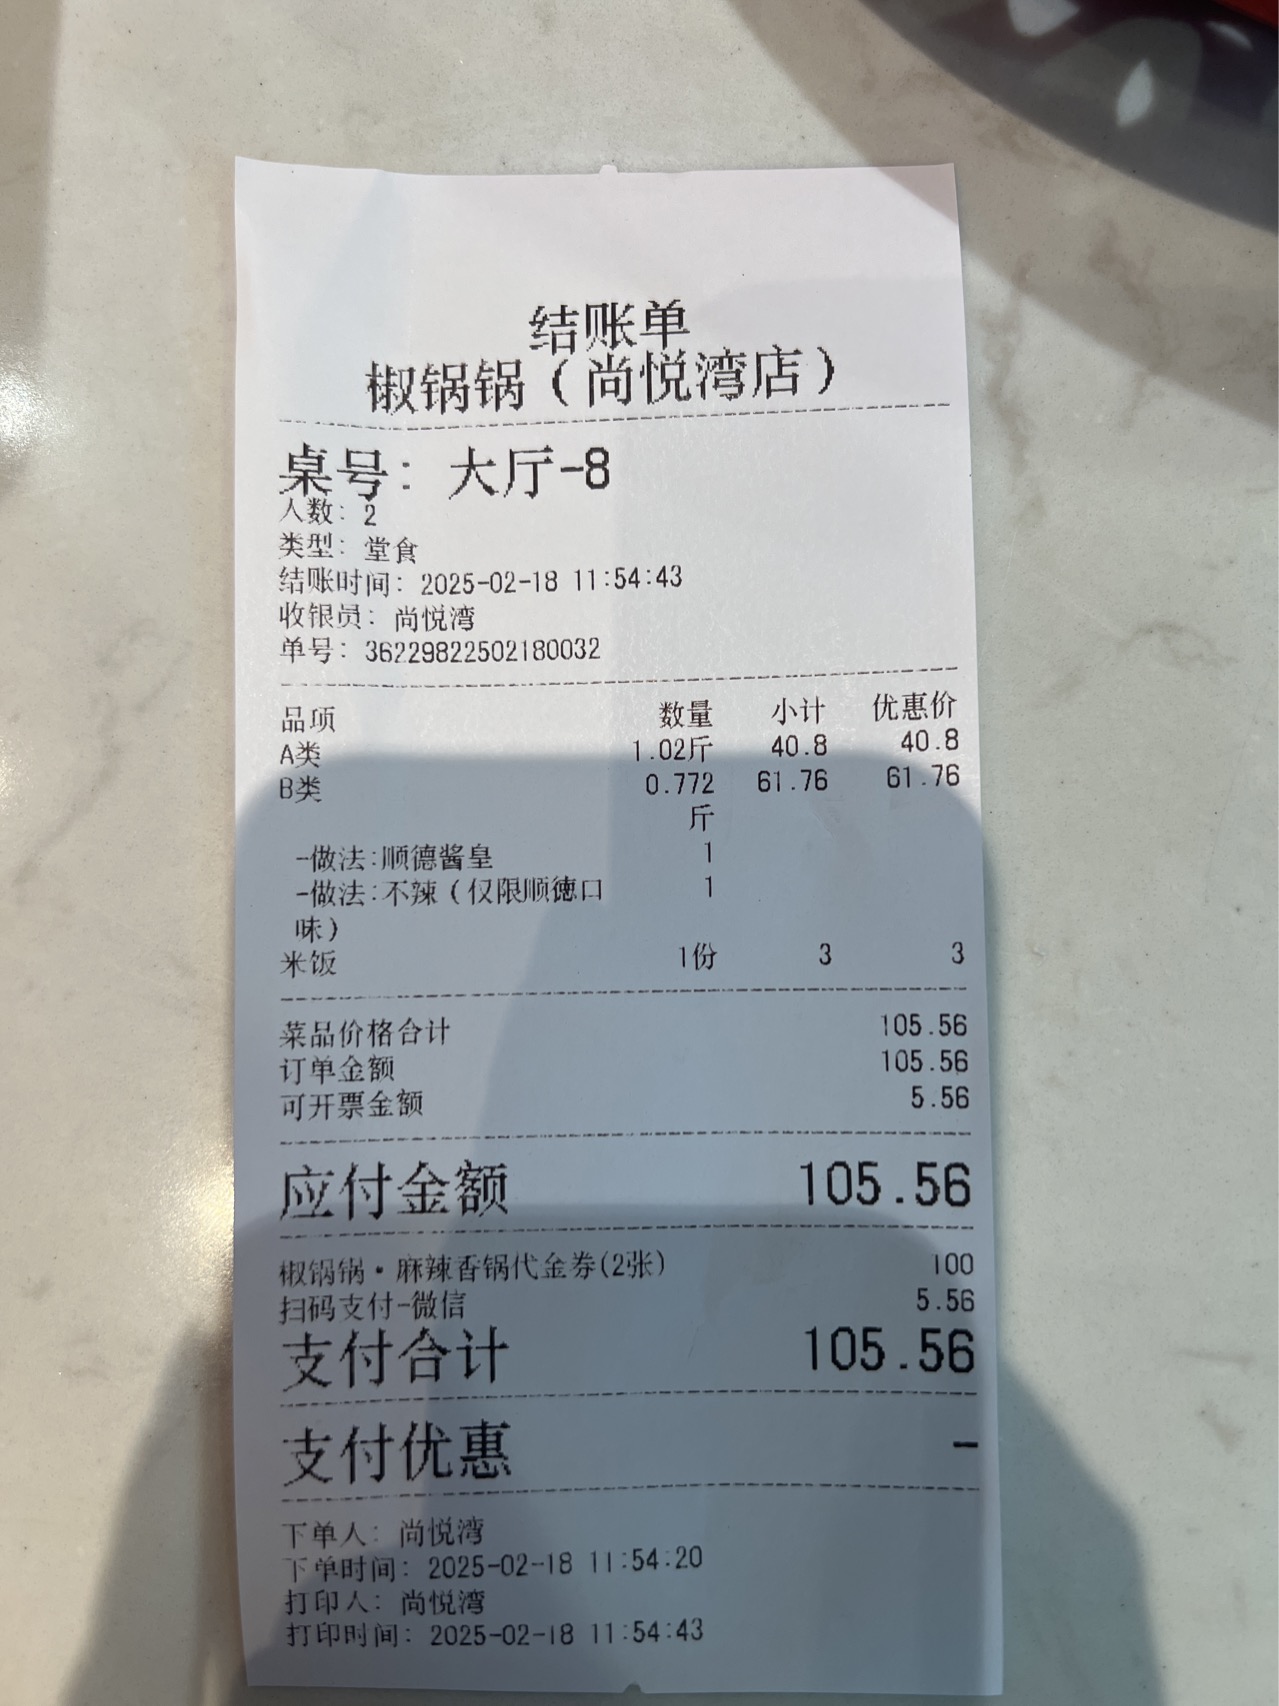 结账单
椒锅锅（尚悦湾店）
桌号: 大厅-8
人数: 2
类型: 堂食
结账时间: 2025-02-18 11:54:43
收银员: 尚悦湾
单号: 36229822502180032
品项 数量 小计 优惠价
A类 1.02斤 40.8 40.8
B类 0.772 61.76 61.76
斤
-做法:顺德酱皇 1
-做法:不辣（仅限顺德口 1
味）
米饭 1份 3 3
菜品价格合计 105.56
订单金额 105.56
可开票金额 5.56
应付金额 105.56
椒锅锅·麻辣香锅代金券(2张) 100
扫码支付-微信 5.56
支付合计 105.56
支付优惠 -
下单人: 尚悦湾
下单时间: 2025-02-18 11:54:20
打印人: 尚悦湾
打印时间: 2025-02-18 11:54:43